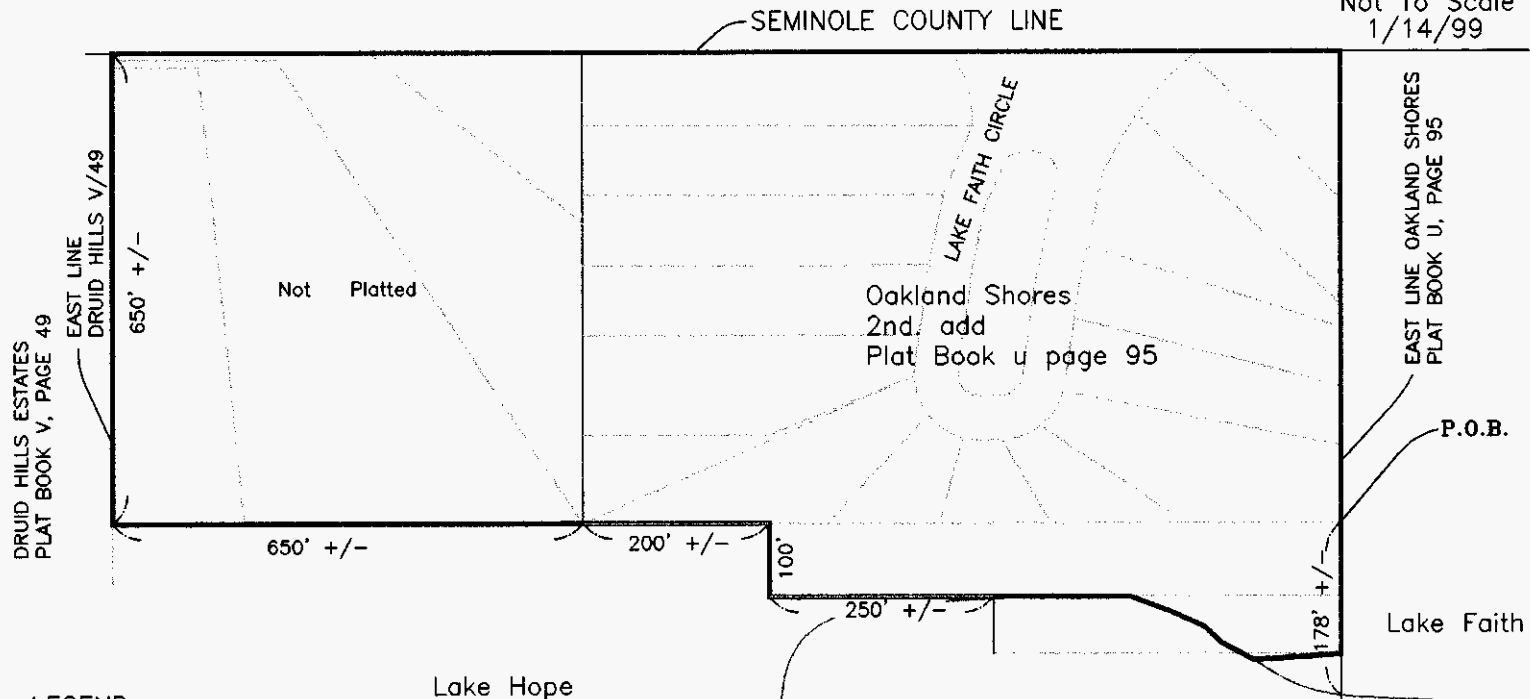 SEMINOLE COUNTY LINE
Not To Scale
1/14/99
LAKE FAITH CIRCLE
EAST LINE OAKLAND SHORES
PLAT BOOK U, PAGE 95
EAST LINE
DRUID HILLS V/49
650' +/-
Not Platted
Oakland Shores
2nd. add
Plat Book u page 95
DRUID HILLS ESTATES
PLAT BOOK V, PAGE 49
P.O.B.
650' +/-
200' +/-
100'
250' +/-
178' +/-
Lake Faith
Lake Hope
LEGEND